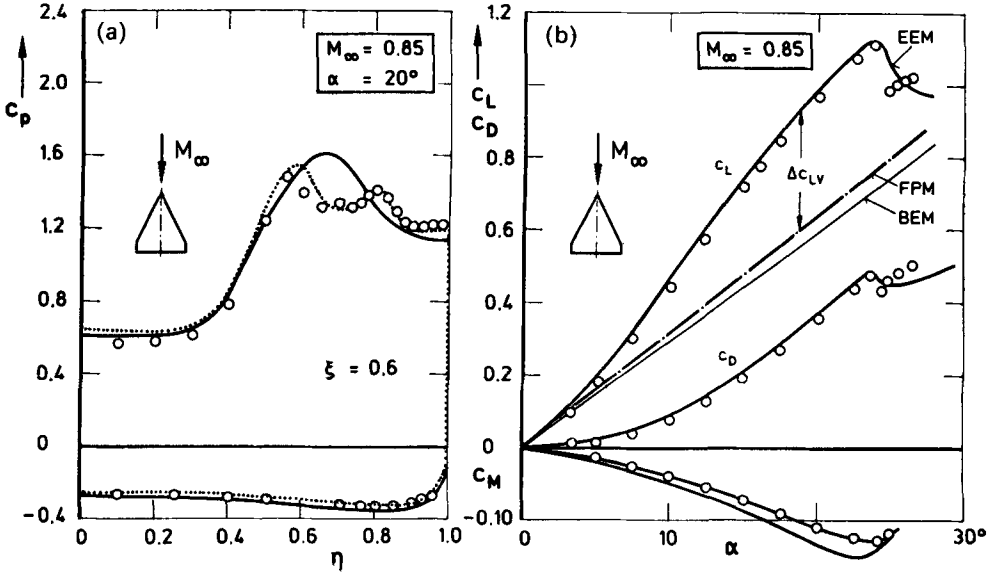 (a)
2.4
2.0
1.6
1.2
0.8
0.4
0
-0.4
c_p
M∞ = 0.85
α = 20°
M∞
ξ = 0.6
0 0.2 0.4 0.6 0.8 1.0
η
(b)
1.2
1.0
0.8
0.6
0.4
0.2
0
-0.10
c_L
c_D
c_M
M∞ = 0.85
EEM
c_L
Δc_LV
M∞
FPM
BEM
c_D
0 10 20 30°
α